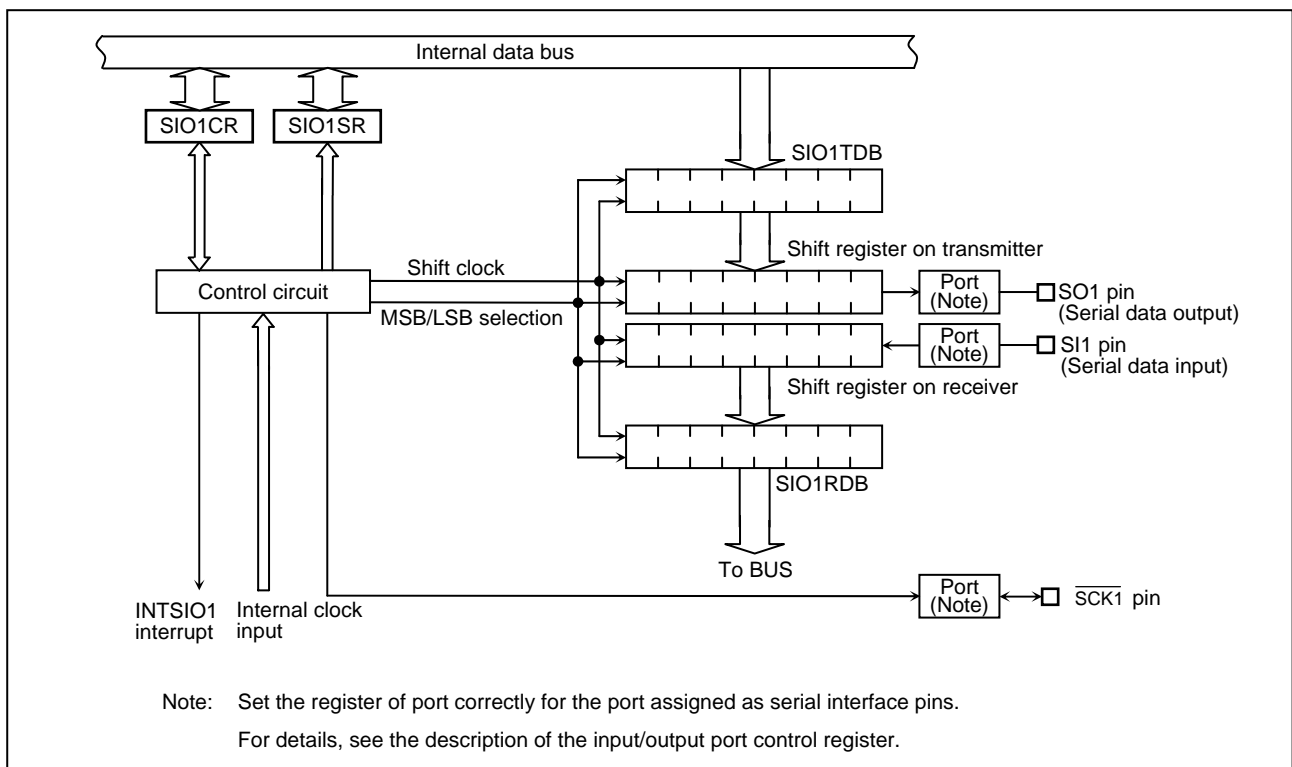 Internal data bus
SIO1CR
SIO1SR
SIO1TDB
Shift register on transmitter
Shift clock
Control circuit
MSB/LSB selection
Port
(Note)
SO1 pin
(Serial data output)
Port
(Note)
SI1 pin
(Serial data input)
Shift register on receiver
SIO1RDB
To BUS
INTSIO1
interrupt
Internal clock
input
Port
(Note)
SCK1 pin
Note: Set the register of port correctly for the port assigned as serial interface pins.
For details, see the description of the input/output port control register.